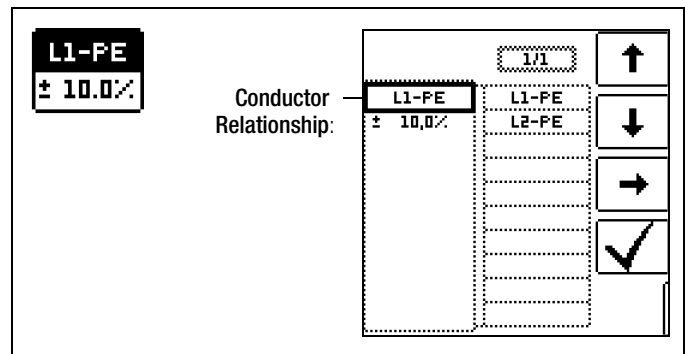 L1-PE
± 10.0%
Conductor
Relationship:
1/1
L1-PE
± 10,0%
L1-PE
L2-PE